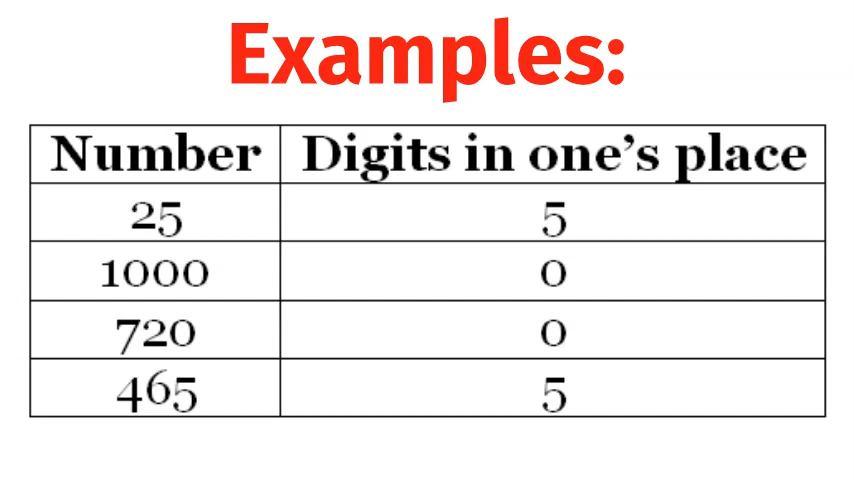 Examples:
Number Digits in one’s place
25 5
1000 0
720 0
465 5